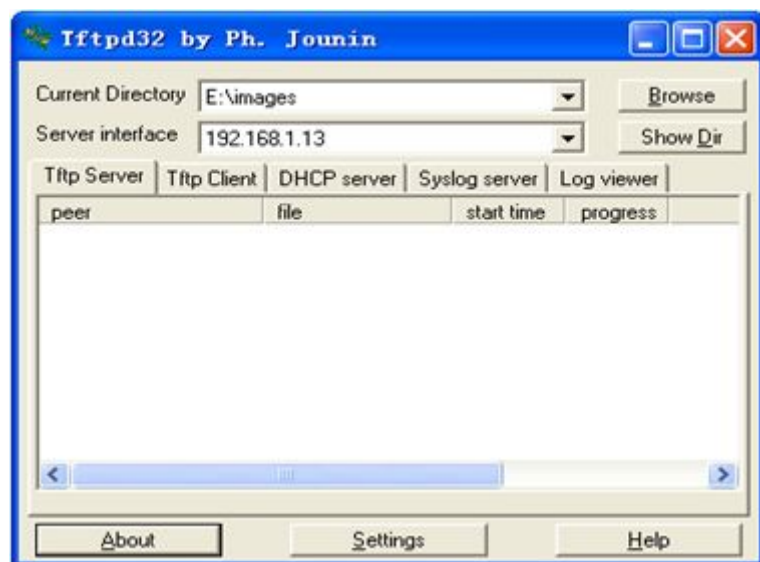 Tftpd32 by Ph. Jounin
Current Directory E:\images Browse
Server interface 192.168.1.13 Show Dir
Tftp Server Tftp Client DHCP server Syslog server Log viewer
peer file start time progress
About Settings Help